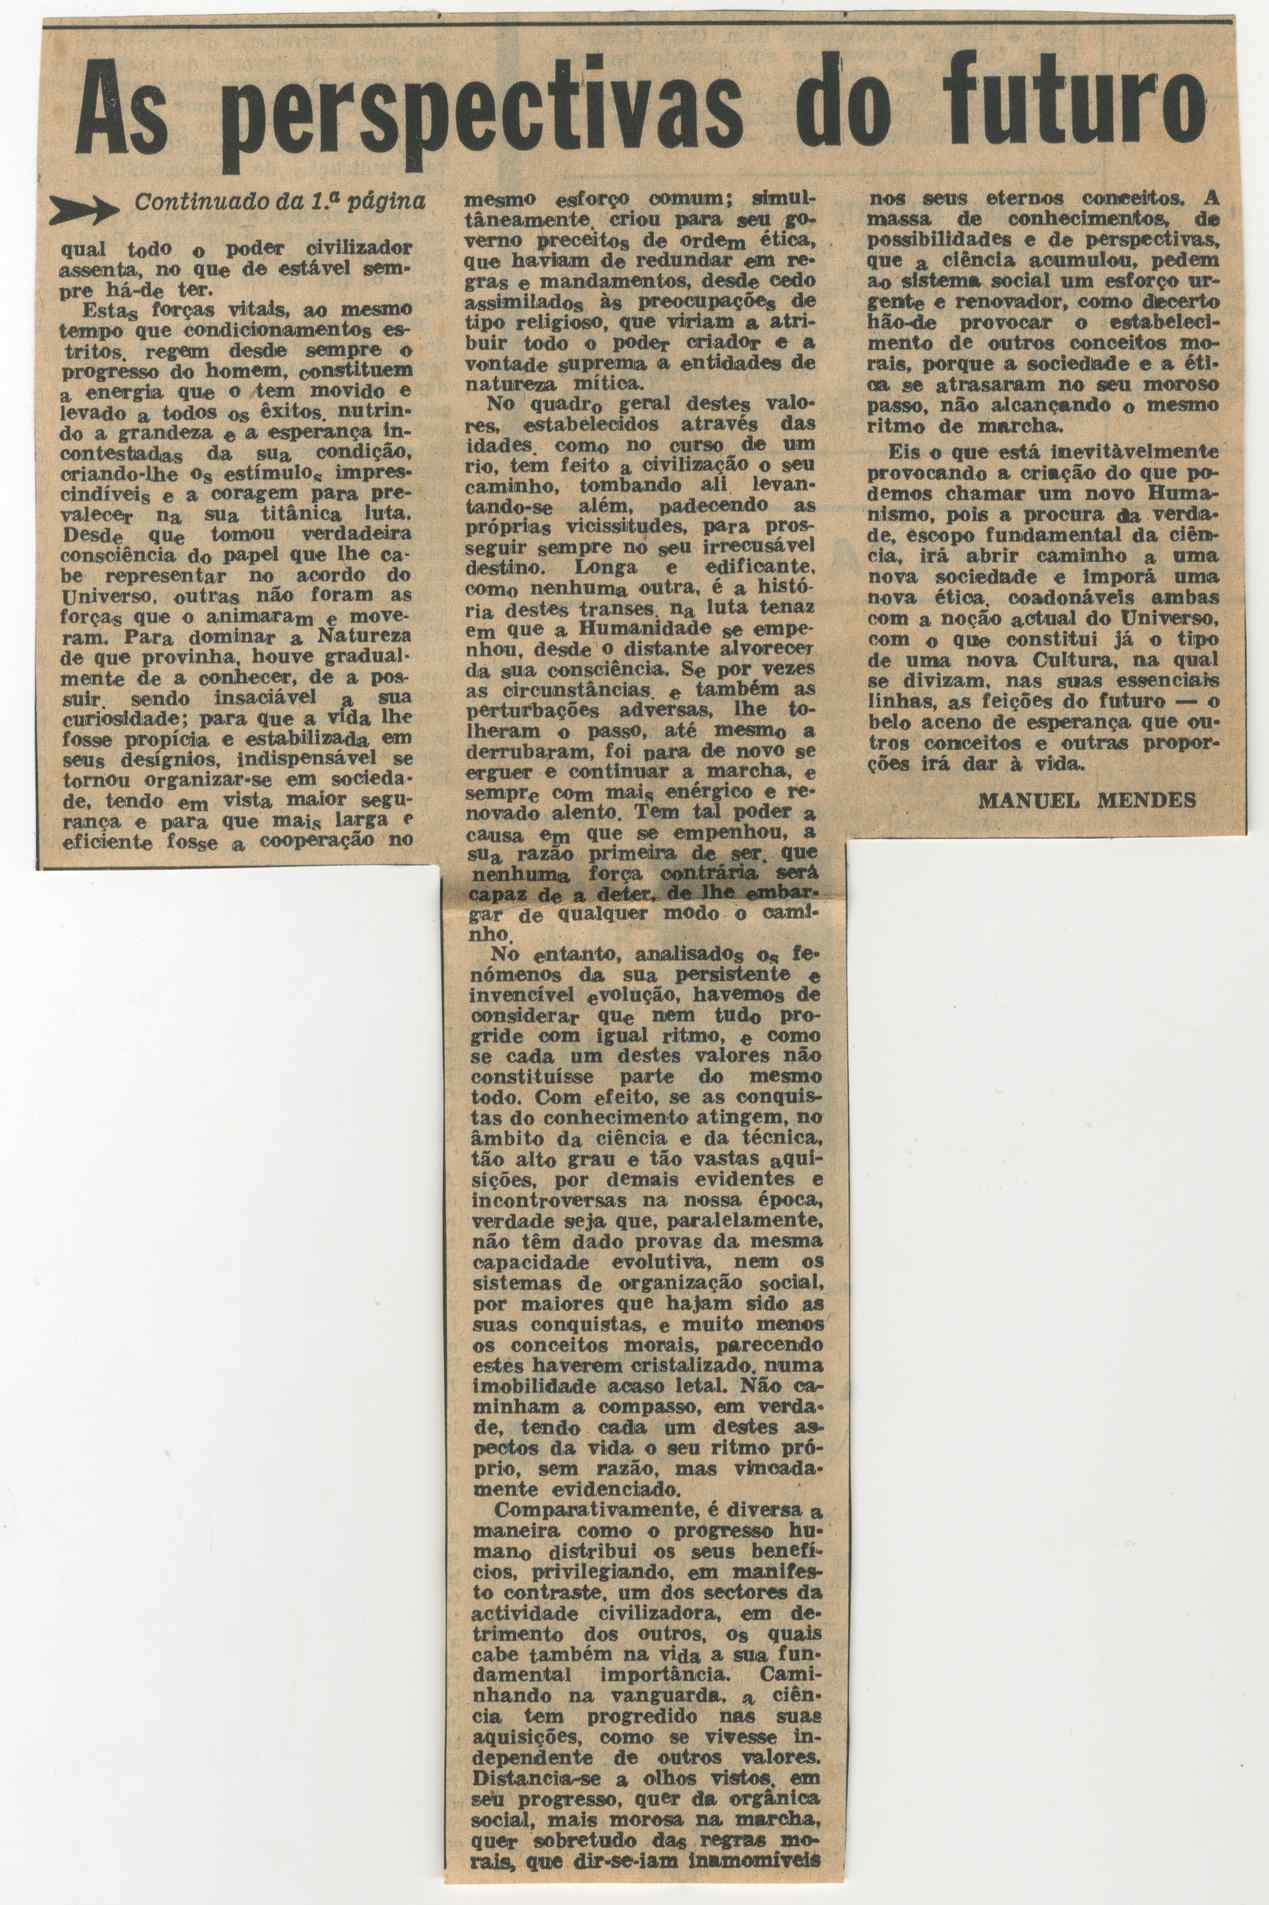 As perspectivas do futuro
Continuado da 1.ª página
qual todo o poder civilizador
assenta, no que de estável sem-
pre há-de ter.
Estas forças vitais, ao mesmo
tempo que condicionamentos es-
tritos, regem desde sempre o
progresso do homem, constituem
a energia que o tem movido e
levado a todos os êxitos, nutrin-
do a grandeza e a esperança in-
contestadas da sua condição,
criando-lhe os estímulos impres-
cindíveis e a coragem para pre-
valecer na sua titânica luta.
Desde que tomou verdadeira
consciência do papel que lhe ca-
be representar no acordo do
Universo, outras não foram as
forças que o animaram e move-
ram. Para dominar a Natureza
de que provinha, houve gradual-
mente de a conhecer, de a pos-
suir, sendo insaciável a sua
curiosidade; para que a vida lhe
fosse propícia e estabilizada em
seus desígnios, indispensável se
tornou organizar-se em socieda-
de, tendo em vista maior segu-
rança e para que mais larga e
eficiente fosse a cooperação no
mesmo esforço comum; simul-
tâneamente, criou para seu go-
verno preceitos de ordem ética,
que haviam de redundar em re-
gras e mandamentos, desde cedo
assimilados às preocupações de
tipo religioso, que viriam a atri-
buir todo o poder criador e a
vontade suprema a entidades de
natureza mítica.
No quadro geral destes valo-
res, estabelecidos através das
idades, como no curso de um
rio, tem feito a civilização o seu
caminho, tombando ali levan-
tando-se além, padecendo as
próprias vicissitudes, para pros-
seguir sempre no seu irrecusável
destino. Longa e edificante,
como nenhuma outra, é a histó-
ria destes transes, na luta tenaz
em que a Humanidade se empe-
nhou, desde o distante alvorecer
da sua consciência. Se por vezes
as circunstâncias, e também as
perturbações adversas, lhe to-
lheram o passo, até mesmo a
derrubaram, foi para de novo se
erguer e continuar a marcha, e
sempre com mais enérgico e re-
novado alento. Tem tal poder a
causa em que se empenhou, a
sua razão primeira de ser, que
nenhuma força contrária será
capaz de a deter, de lhe embar-
gar de qualquer modo o cami-
nho.
No entanto, analisados os fe-
nómenos da sua persistente e
invencível evolução, havemos de
considerar que nem tudo pro-
gride com igual ritmo, e como
se cada um destes valores não
constituísse parte do mesmo
todo. Com efeito, se as conquis-
tas do conhecimento atingem, no
âmbito da ciência e da técnica,
tão alto grau e tão vastas aqui-
sições, por demais evidentes e
incontroversas na nossa época,
verdade seja que, paralelamente,
não têm dado provas da mesma
capacidade evolutiva, nem os
sistemas de organização social,
por maiores que hajam sido as
suas conquistas, e muito menos
os conceitos morais, parecendo
estes haverem cristalizado, numa
imobilidade acaso letal. Não ca-
minham a compasso, em verda-
de, tendo cada um destes as-
pectos da vida o seu ritmo pró-
prio, sem razão, mas vincada-
mente evidenciado.
Comparativamente, é diversa a
maneira como o progresso hu-
mano distribui os seus benefí-
cios, privilegiando, em manifes-
to contraste, um dos sectores da
actividade civilizadora, em de-
trimento dos outros, os quais
cabe também na vida a sua fun-
damental importância. Cami-
nhando na vanguarda, a ciên-
cia tem progredido nas suas
aquisições, como se vivesse in-
dependente de outros valores.
Distancia-se a olhos vistos, em
seu progresso, quer da orgânica
social, mais morosa na marcha,
quer sobretudo das regras mo-
rais, que dir-se-iam inamomíveis
nos seus eternos conceitos. A
massa de conhecimentos, de
possibilidades e de perspectivas,
que a ciência acumulou, pedem
ao sistema social um esforço ur-
gente e renovador, como decerto
hão-de provocar o estabeleci-
mento de outros conceitos mo-
rais, porque a sociedade e a éti-
ca se atrasaram no seu moroso
passo, não alcançando o mesmo
ritmo de marcha.
Eis o que está inevitàvelmente
provocando a criação do que po-
demos chamar um novo Huma-
nismo, pois a procura da verda-
de, escopo fundamental da ciên-
cia, irá abrir caminho a uma
nova sociedade e imporá uma
nova ética, coadonáveis ambas
com a noção actual do Universo,
com o que constitui já o tipo
de uma nova Cultura, na qual
se divizam, nas suas essenciais
linhas, as feições do futuro — o
belo aceno de esperança que ou-
tros conceitos e outras propor-
ções irá dar à vida.
MANUEL MENDES